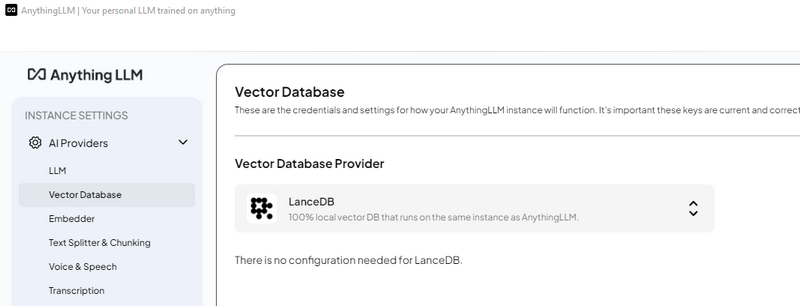 AnythingLLM | Your personal LLM trained on anything
Anything LLM
INSTANCE SETTINGS
AI Providers
LLM
Vector Database
Embedder
Text Splitter & Chunking
Voice & Speech
Transcription
Vector Database
These are the credentials and settings for how your AnythingLLM instance will function. It's important these keys are current and correct
Vector Database Provider
LanceDB
100% local vector DB that runs on the same instance as AnythingLLM.
There is no configuration needed for LanceDB.